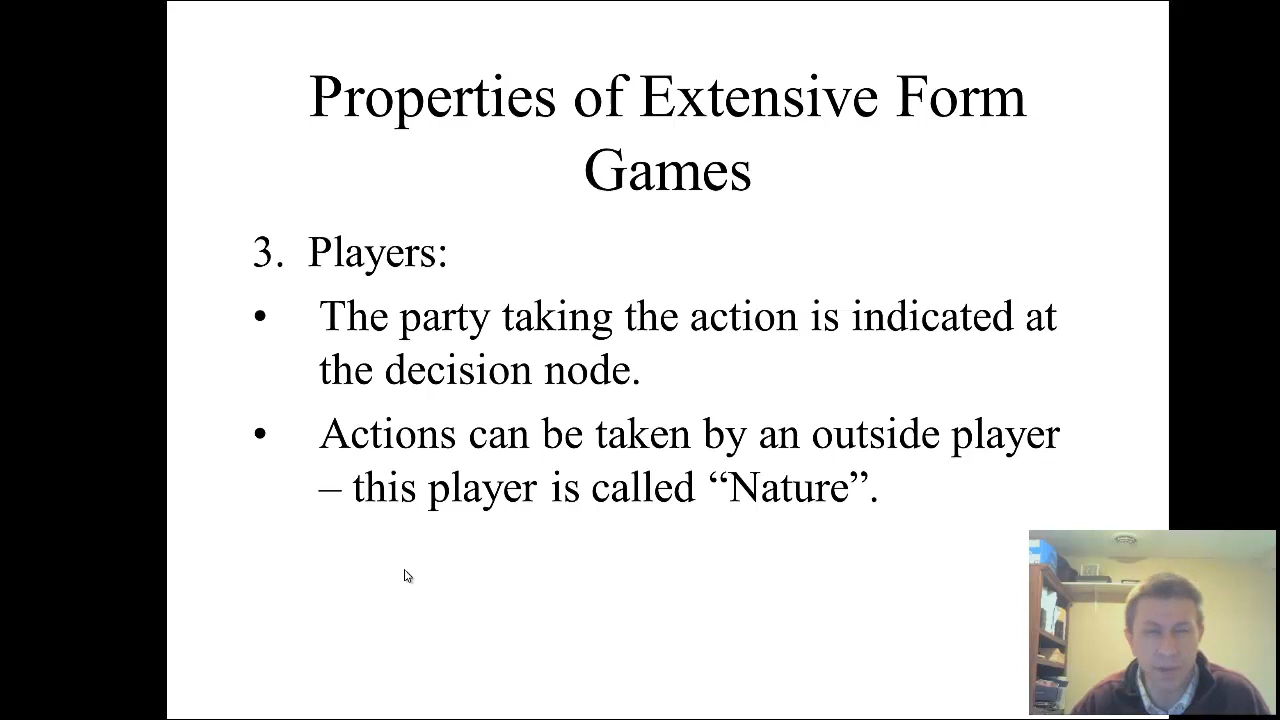 Properties of Extensive Form
Games
3. Players:
• The party taking the action is indicated at
the decision node.
• Actions can be taken by an outside player
– this player is called “Nature”.